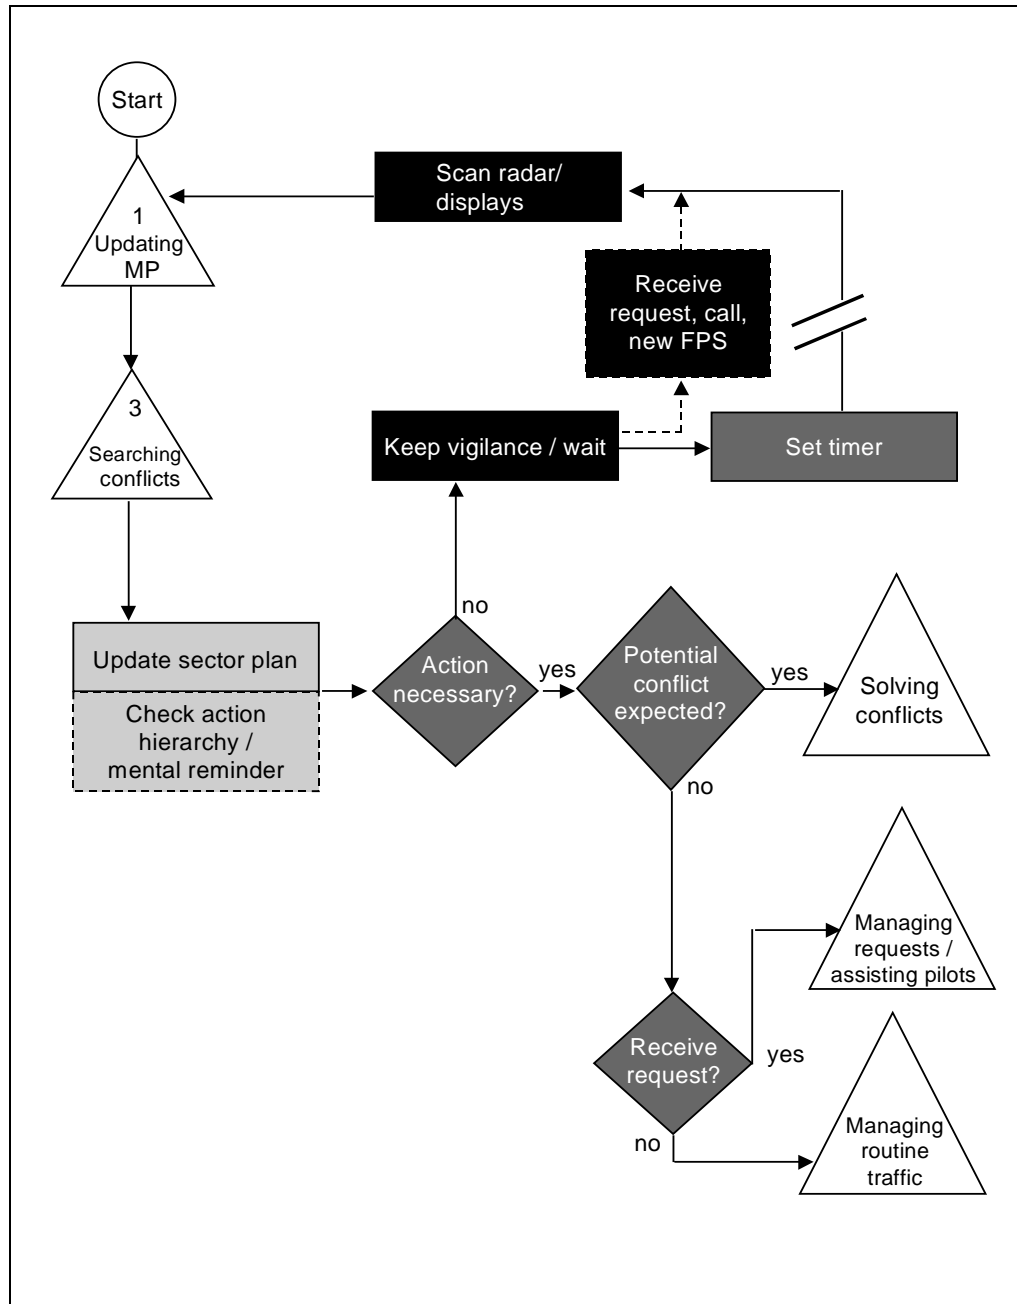 Start
Scan radar/
displays
1
Updating
MP
Receive
request, call,
new FPS
3
Searching
conflicts
Keep vigilance / wait
Set timer
no
Update sector plan
Check action
hierarchy /
mental reminder
Action
necessary?
yes
Potential
conflict
expected?
yes
no
Solving
conflicts
Managing
requests /
assisting pilots
Receive
request?
yes
no
Managing
routine
traffic